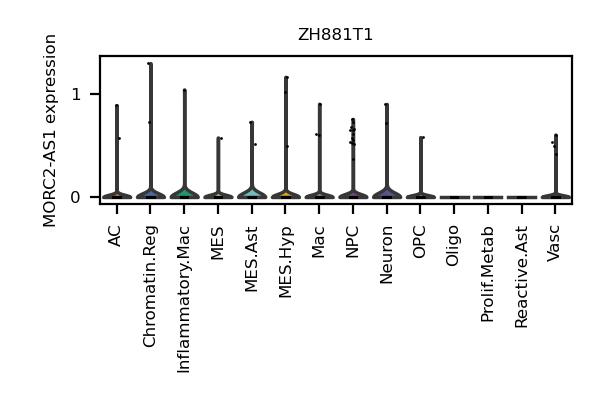 ZH881T1
MORC2-AS1 expression
1
0
AC
Chromatin.Reg
Inflammatory.Mac
MES
MES.Ast
MES.Hyp
Mac
NPC
Neuron
OPC
Oligo
Prolif.Metab
Reactive.Ast
Vasc